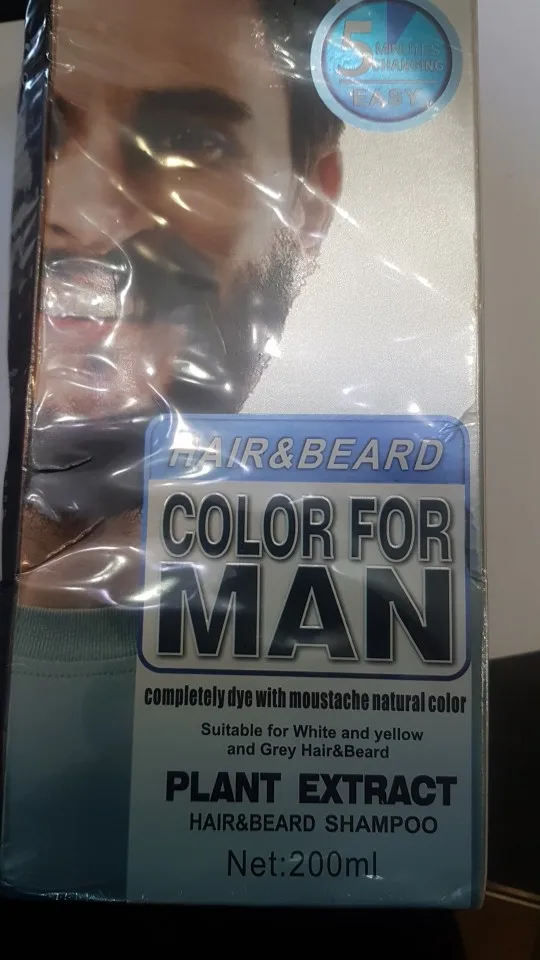 5 MINUTES
CHANGING
EASY
HAIR&BEARD
COLOR FOR
MAN
completely dye with moustache natural color
Suitable for White and yellow
and Grey Hair&Beard
PLANT EXTRACT
HAIR&BEARD SHAMPOO
Net:200ml